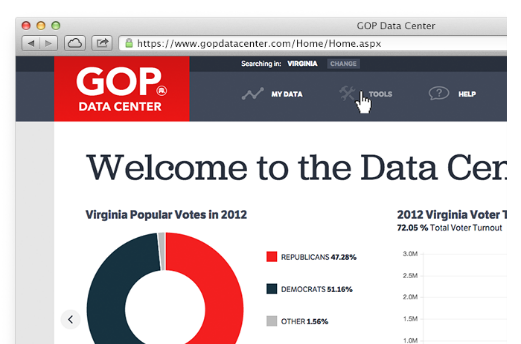 GOP Data Center
https://www.gopdatacenter.com/Home/Home.aspx
Searching in: VIRGINIA CHANGE
GOP
DATA CENTER
MY DATA TOOLS HELP
Welcome to the Data Cen
Virginia Popular Votes in 2012
2012 Virginia Voter T
72.05 % Total Voter Turnout
REPUBLICANS 47.28%
DEMOCRATS 51.16%
OTHER 1.56%
3.0M
2.5M
2.0M
1.5M
1.0M